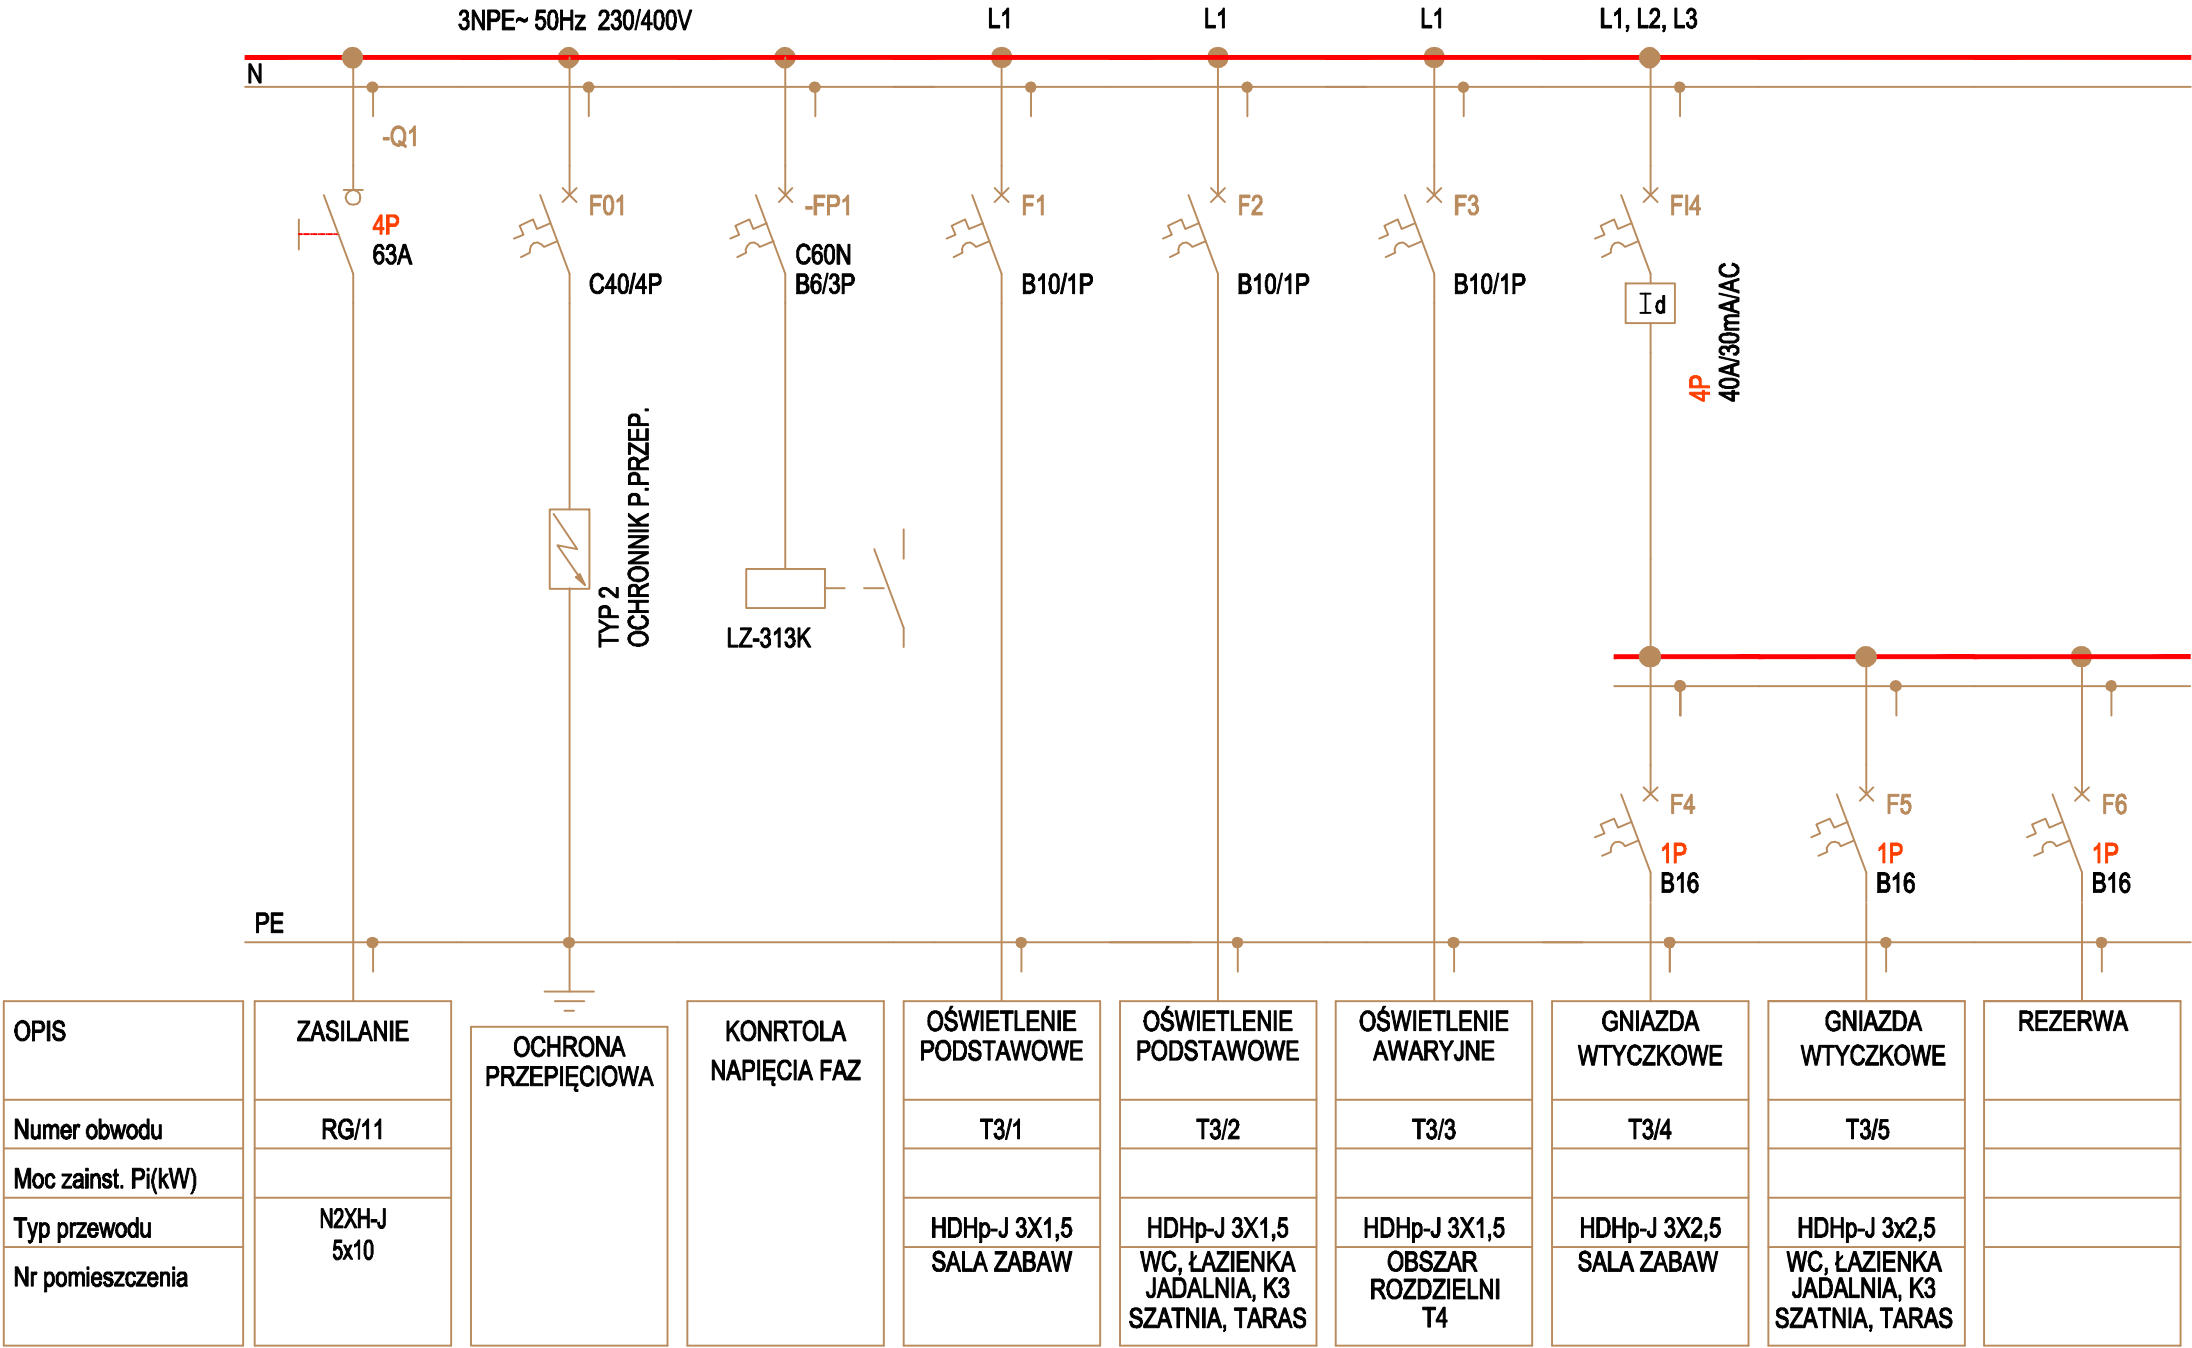 3NPE~ 50Hz 230/400V
L1
L1
L1
L1, L2, L3
N
-Q1
4P
63A
F01
C40/4P
-FP1
C60N
B6/3P
F1
B10/1P
F2
B10/1P
F3
B10/1P
FI4
Id
4P
40A/30mA/AC
TYP 2
OCHRONNIK P.PRZEP.
LZ-313K
F4
1P
B16
F5
1P
B16
F6
1P
B16
PE
OPIS
ZASILANIE
OCHRONA
PRZEPIĘCIOWA
KONRTOLA
NAPIĘCIA FAZ
OŚWIETLENIE
PODSTAWOWE
OŚWIETLENIE
PODSTAWOWE
OŚWIETLENIE
AWARYJNE
GNIAZDA
WTYCZKOWE
GNIAZDA
WTYCZKOWE
REZERWA
Numer obwodu
RG/11
T3/1
T3/2
T3/3
T3/4
T3/5
Moc zainst. Pi(kW)
Typ przewodu
N2XH-J
5x10
HDHp-J 3X1,5
HDHp-J 3X1,5
HDHp-J 3X1,5
HDHp-J 3X2,5
HDHp-J 3x2,5
Nr pomieszczenia
SALA ZABAW
WC, ŁAZIENKA
JADALNIA, K3
SZATNIA, TARAS
OBSZAR
ROZDZIELNI
T4
SALA ZABAW
WC, ŁAZIENKA
JADALNIA, K3
SZATNIA, TARAS